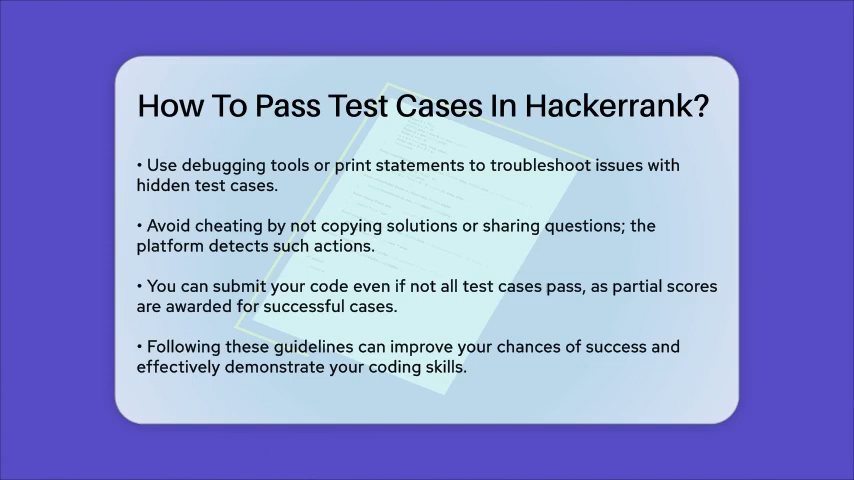 How To Pass Test Cases In Hackerrank?
• Use debugging tools or print statements to troubleshoot issues with
hidden test cases.
• Avoid cheating by not copying solutions or sharing questions; the
platform detects such actions.
• You can submit your code even if not all test cases pass, as partial scores
are awarded for successful cases.
• Following these guidelines can improve your chances of success and
effectively demonstrate your coding skills.